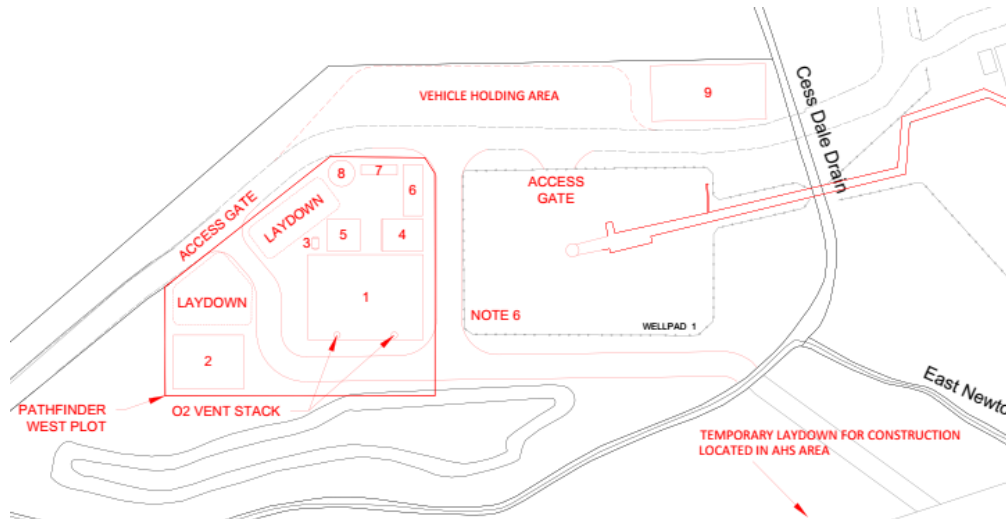 VEHICLE HOLDING AREA
9
Cess Dale Drain
8
7
6
ACCESS
GATE
ACCESS GATE
LAYDOWN
3
5
4
LAYDOWN
1
NOTE 6
WELLPAD 1
2
PATHFINDER
WEST PLOT
O2 VENT STACK
East Newto
TEMPORARY LAYDOWN FOR CONSTRUCTION
LOCATED IN AHS AREA